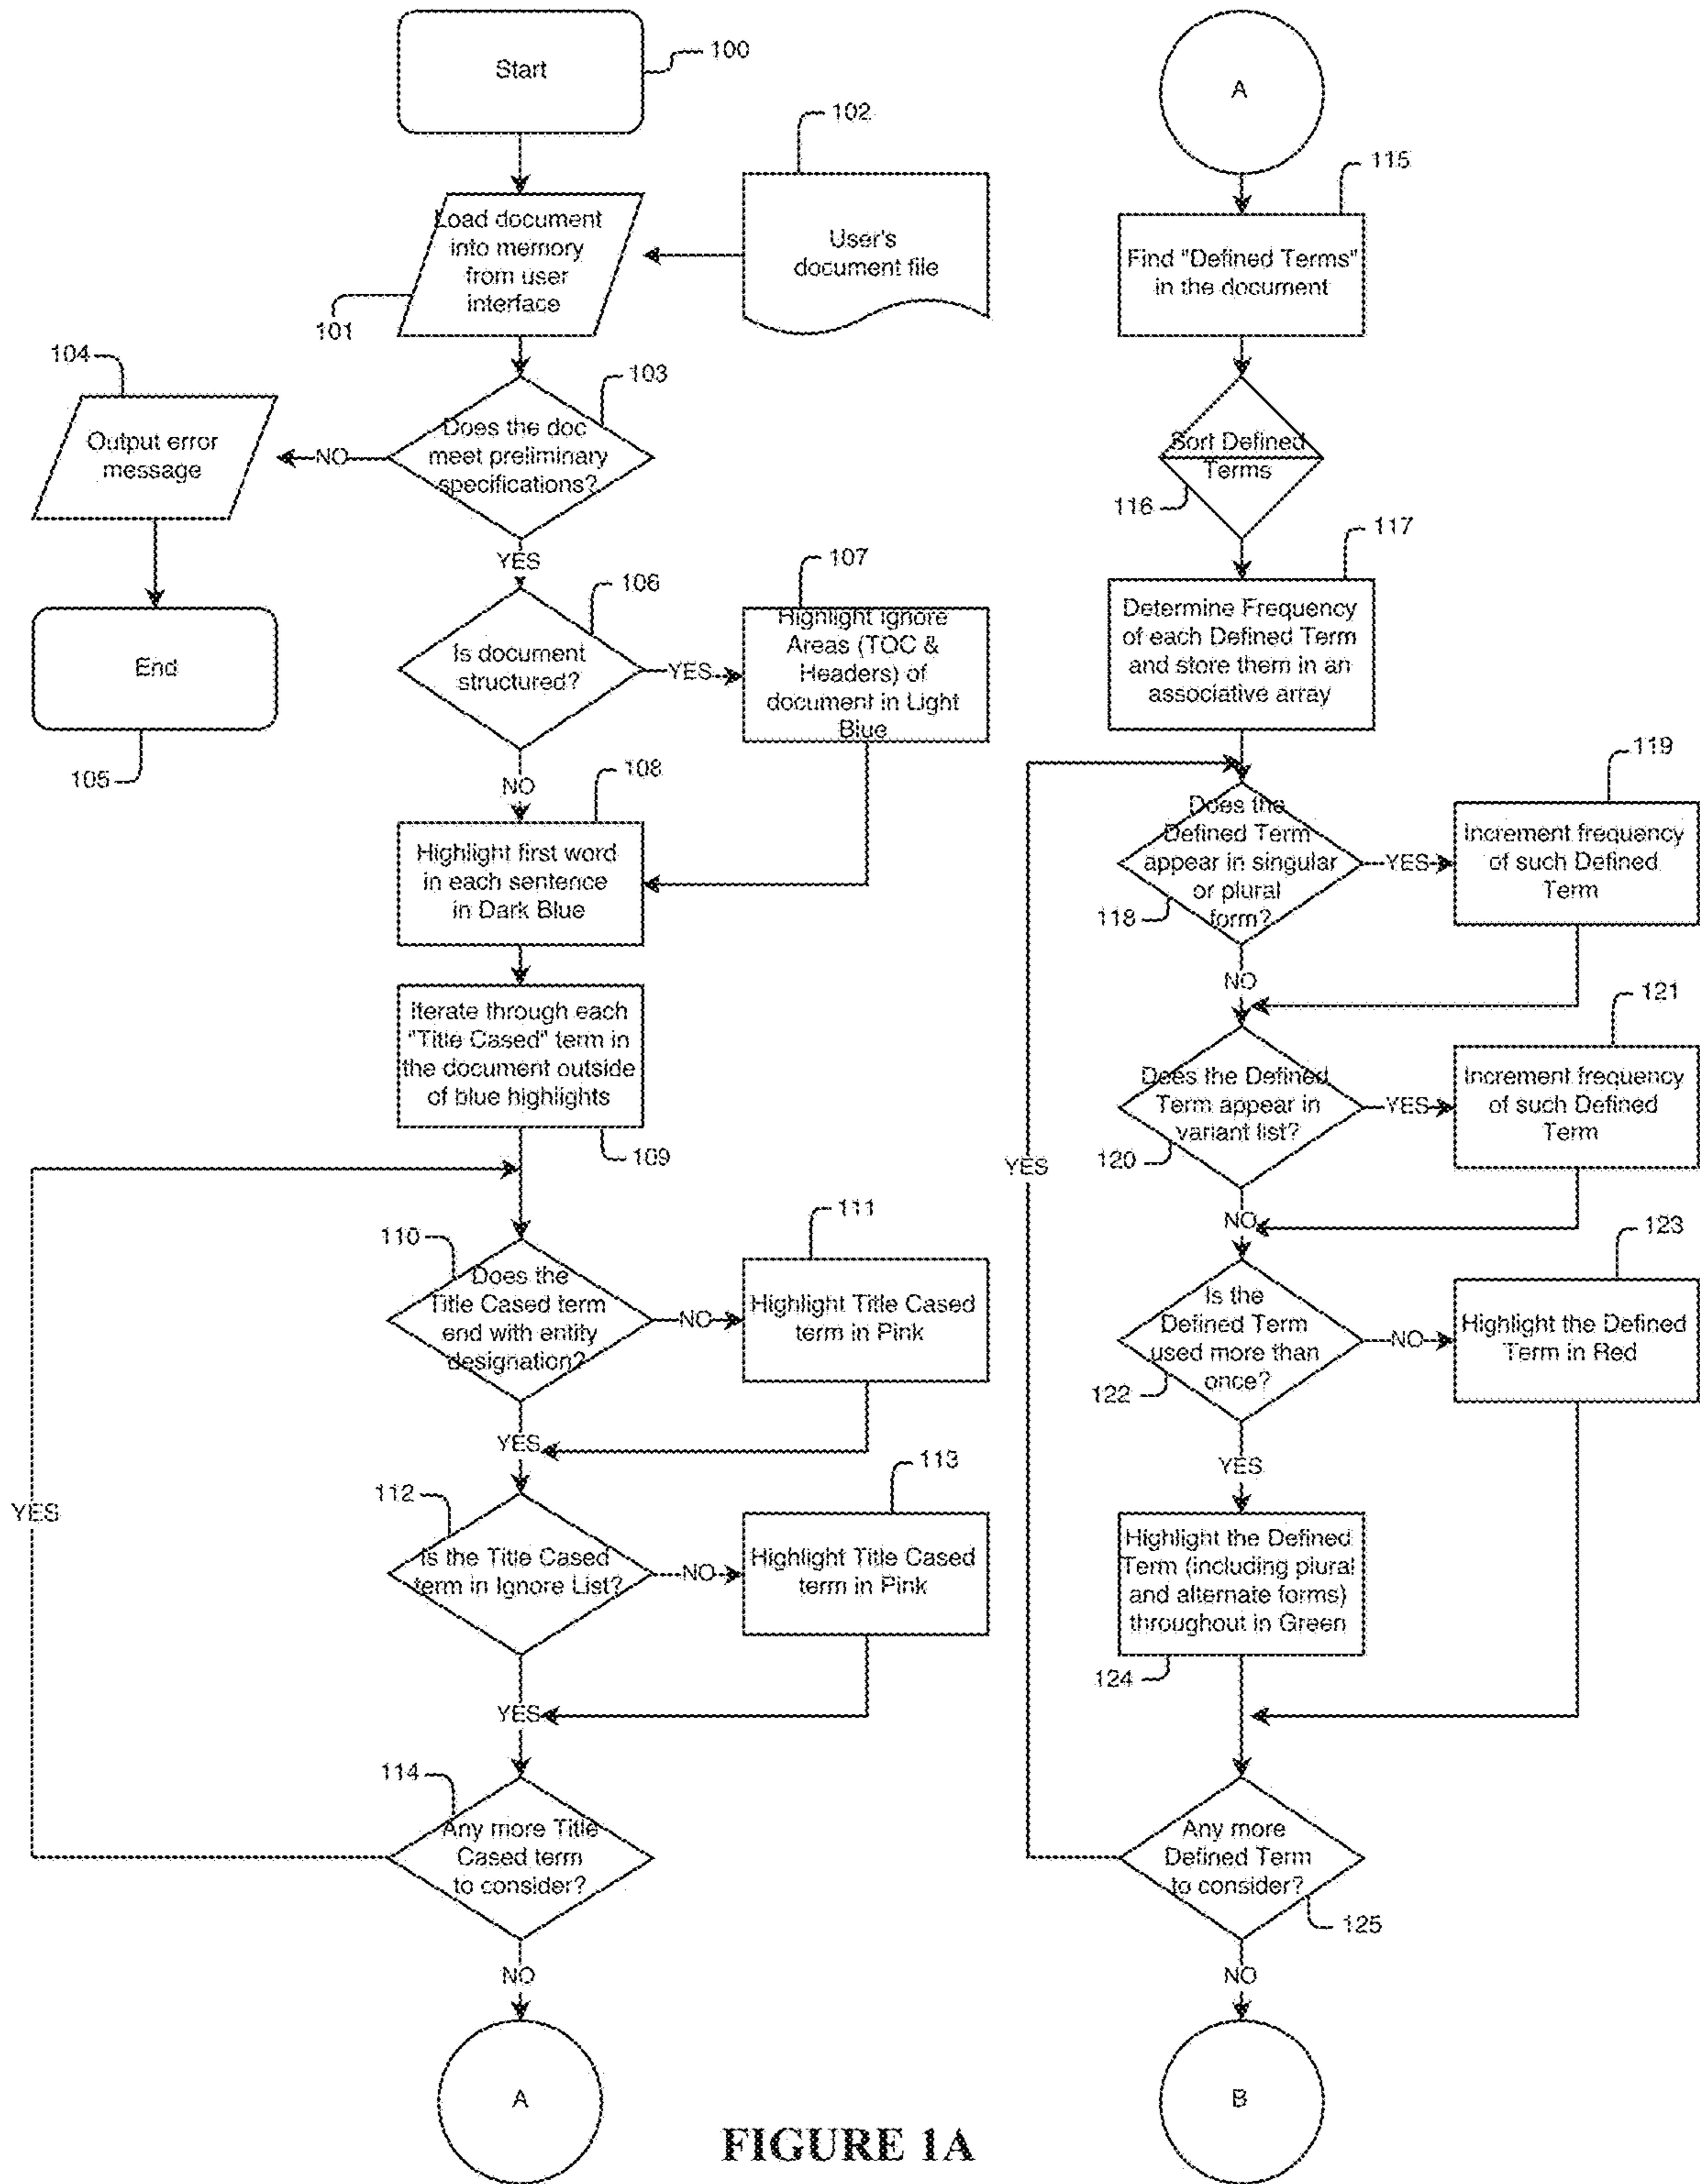 Start
100
Load document
into memory
from user
interface
101
User's
document file
102
Does the doc
meet preliminary
specifications?
103
NO
Output error
message
104
End
105
YES
Is document
structured?
106
YES
Highlight Ignore
Areas (TOC &
Headers) of
document in Light
Blue
107
NO
Highlight first word
in each sentence
in Dark Blue
108
Iterate through each
"Title Cased" term in
the document outside
of blue highlights
109
Does the
Title Cased term
end with entity
designation?
110
NO
Highlight Title Cased
term in Pink
111
YES
Is the Title Cased
term in Ignore List?
112
NO
Highlight Title Cased
term in Pink
113
YES
Any more Title
Cased term
to consider?
114
YES
NO
A
A
Find "Defined Terms"
in the document
115
Sort Defined
Terms
116
Determine Frequency
of each Defined Term
and store them in an
associative array
117
Does the
Defined Term
appear in singular
or plural
form?
118
YES
Increment frequency
of such Defined
Term
119
NO
Does the Defined
Term appear in
variant list?
120
YES
Increment frequency
of such Defined
Term
121
NO
Is the
Defined Term
used more than
once?
122
NO
Highlight the Defined
Term in Red
123
YES
Highlight the Defined
Term (including plural
and alternate forms)
throughout in Green
124
Any more
Defined Term
to consider?
125
YES
NO
B
FIGURE 1A